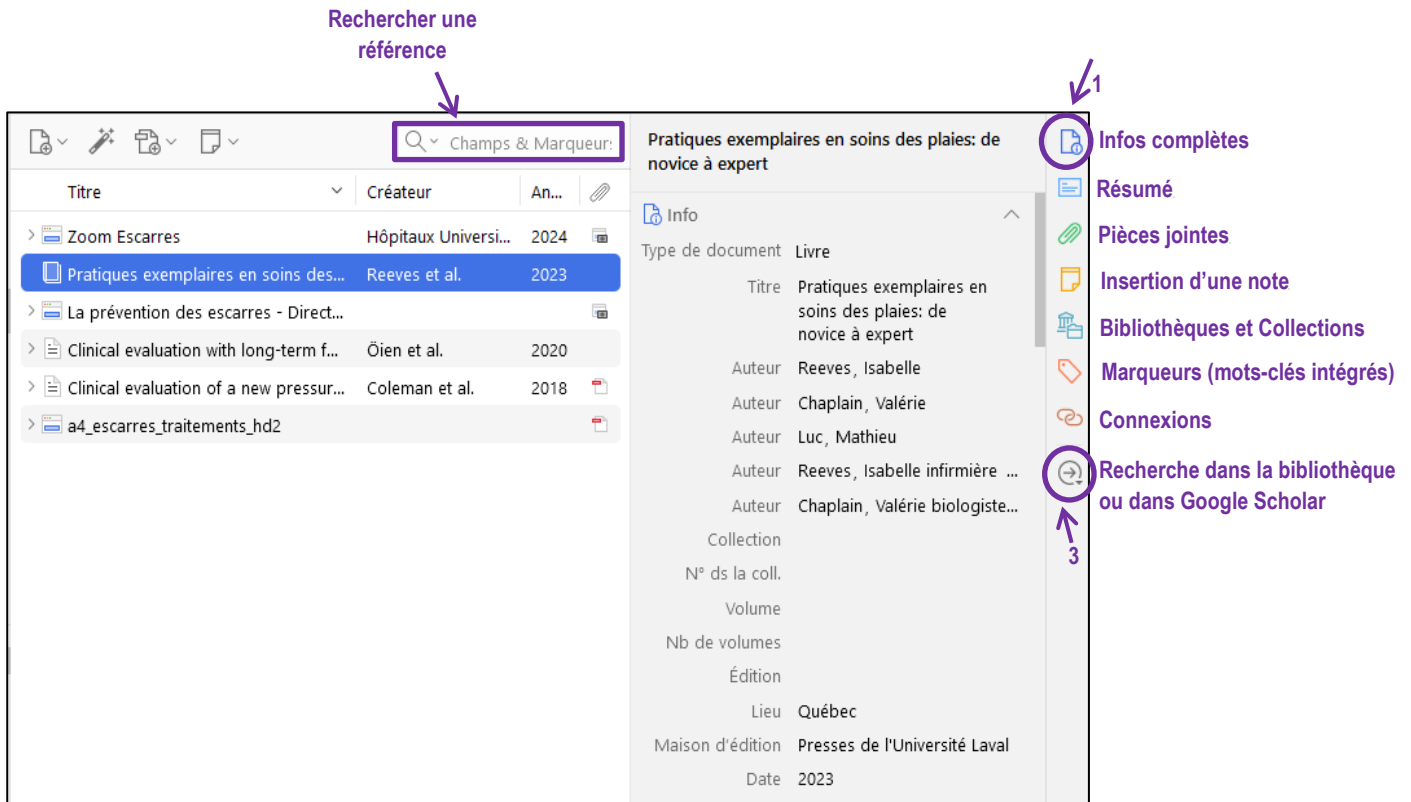 Rechercher une
référence
1
Champs & Marqueur:
Titre
Créateur
An...
Zoom Escarres
Hôpitaux Universi...
2024
Pratiques exemplaires en soins des...
Reeves et al.
2023
La prévention des escarres - Direct...
Clinical evaluation with long-term f...
Öien et al.
2020
Clinical evaluation of a new pressur...
Coleman et al.
2018
a4_escarres_traitements_hd2
Pratiques exemplaires en soins des plaies: de
novice à expert
Info
Type de document Livre
Titre Pratiques exemplaires en
soins des plaies: de
novice à expert
Auteur Reeves, Isabelle
Auteur Chaplain, Valérie
Auteur Luc, Mathieu
Auteur Reeves, Isabelle infirmière ...
Auteur Chaplain, Valérie biologiste...
Collection
N° ds la coll.
Volume
Nb de volumes
Édition
Lieu Québec
Maison d'édition Presses de l'Université Laval
Date 2023
Infos complètes
Résumé
Pièces jointes
Insertion d’une note
Bibliothèques et Collections
Marqueurs (mots-clés intégrés)
Connexions
Recherche dans la bibliothèque
ou dans Google Scholar
3